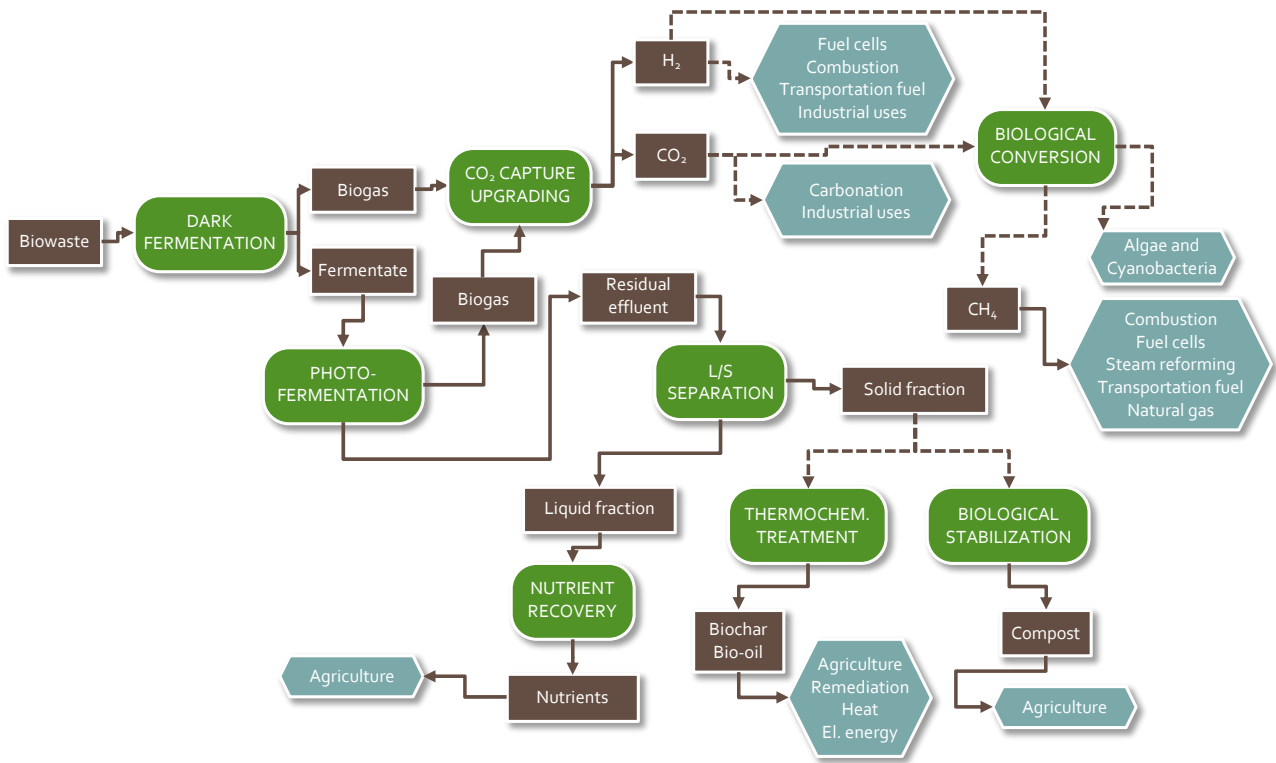 H₂
Fuel cells
Combustion
Transportation fuel
Industrial uses
BIOLOGICAL
CONVERSION
CO₂
CO₂ CAPTURE
UPGRADING
Biogas
Carbonation
Industrial uses
DARK
FERMENTATION
Biowaste
Fermentate
Algae and
Cyanobacteria
Biogas
Residual
effluent
CH₄
Combustion
Fuel cells
Steam reforming
Transportation fuel
Natural gas
PHOTO-
FERMENTATION
L/S
SEPARATION
Solid fraction
Liquid fraction
THERMOCHEM.
TREATMENT
BIOLOGICAL
STABILIZATION
NUTRIENT
RECOVERY
Biochar
Bio-oil
Compost
Agriculture
Nutrients
Agriculture
Remediation
Heat
El. energy
Agriculture